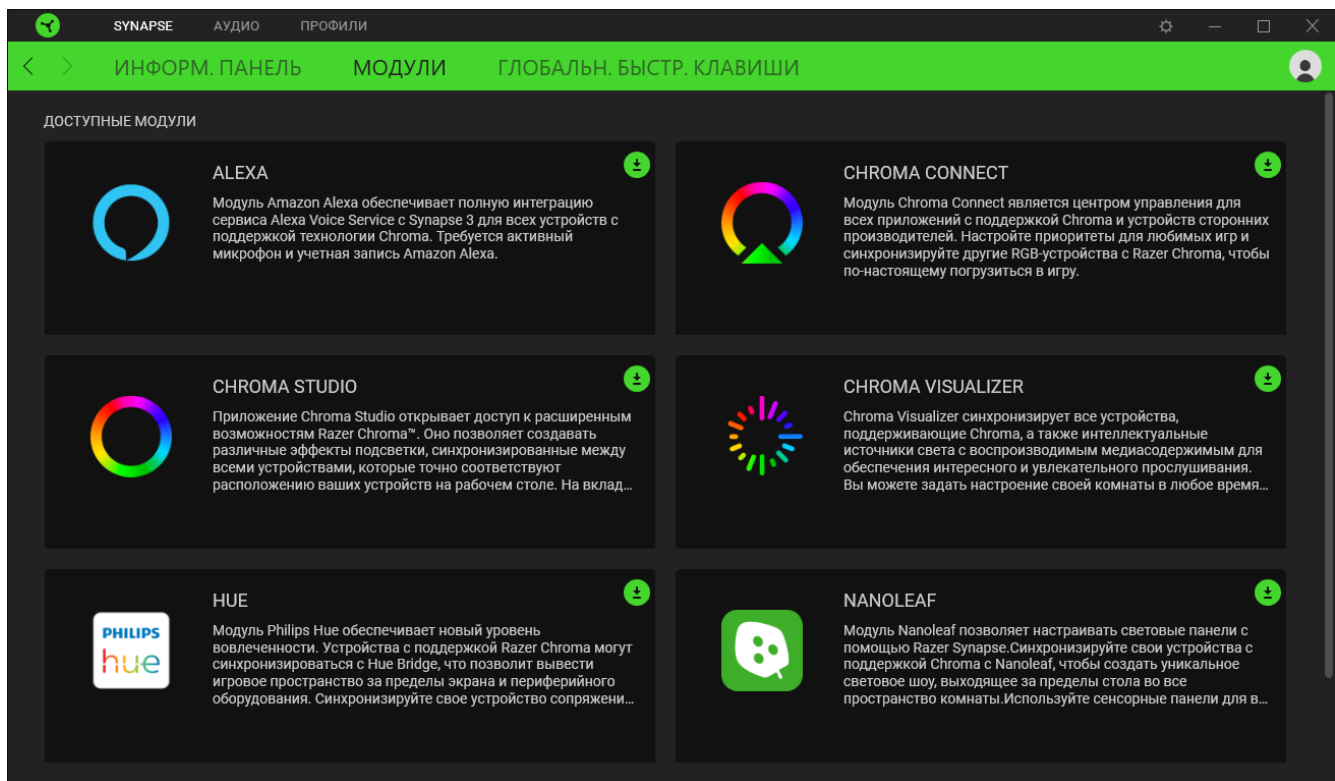 SYNAPSE АУДИО ПРОФИЛИ
ИНФОРМ. ПАНЕЛЬ МОДУЛИ ГЛОБАЛЬН. БЫСТР. КЛАВИШИ
ДОСТУПНЫЕ МОДУЛИ
ALEXA
Модуль Amazon Alexa обеспечивает полную интеграцию
сервиса Alexa Voice Service с Synapse 3 для всех устройств с
поддержкой технологии Chroma. Требуется активный
микрофон и учетная запись Amazon Alexa.
CHROMA CONNECT
Модуль Chroma Connect является центром управления для
всех приложений с поддержкой Chroma и устройств сторонних
производителей. Настройте приоритеты для любимых игр и
синхронизируйте другие RGB-устройства с Razer Chroma, чтобы
по-настоящему погрузиться в игру.
CHROMA STUDIO
Приложение Chroma Studio открывает доступ к расширенным
возможностям Razer Chroma™. Оно позволяет создавать
различные эффекты подсветки, синхронизированные между
всеми устройствами, которые точно соответствуют
расположению ваших устройств на рабочем столе. На вклад...
CHROMA VISUALIZER
Chroma Visualizer синхронизирует все устройства,
поддерживающие Chroma, а также интеллектуальные
источники света с воспроизводимым медиасодержимым для
обеспечения интересного и увлекательного прослушивания.
Вы можете задать настроение своей комнаты в любое время...
PHILIPS
hue
HUE
Модуль Philips Hue обеспечивает новый уровень
вовлеченности. Устройства с поддержкой Razer Chroma могут
синхронизироваться с Hue Bridge, что позволит вывести
игровое пространство за пределы экрана и периферийного
оборудования. Синхронизируйте свое устройство сопряжени...
NANOLEAF
Модуль Nanoleaf позволяет настраивать световые панели с
помощью Razer Synapse.Синхронизируйте свои устройства с
поддержкой Chroma с Nanoleaf, чтобы создать уникальное
световое шоу, выходящее за пределы стола во все
пространство комнаты.Используйте сенсорные панели для в...